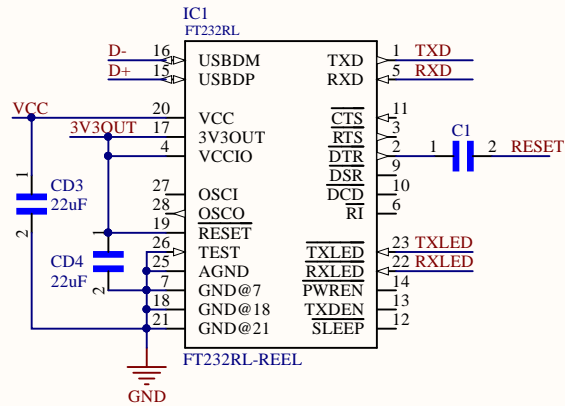 IC1
FT232RL
D- 16 USBDM TXD 1 TXD
D+ 15 USBDP RXD 5 RXD
VCC 20 VCC CTS 11
3V3OUT 17 3V3OUT RTS 3
4 VCCIO DTR 2 1 C1 2 RESET
DSR 9
27 OSCI DCD 10
28 OSCO RI 6
1 CD3 22uF 2
19 RESET
26 TEST TXLED 23 TXLED
1 CD4 22uF 2
25 AGND RXLED 22 RXLED
7 GND@7 PWREN 14
18 GND@18 TXDEN 13
21 GND@21 SLEEP 12
FT232RL-REEL
GND